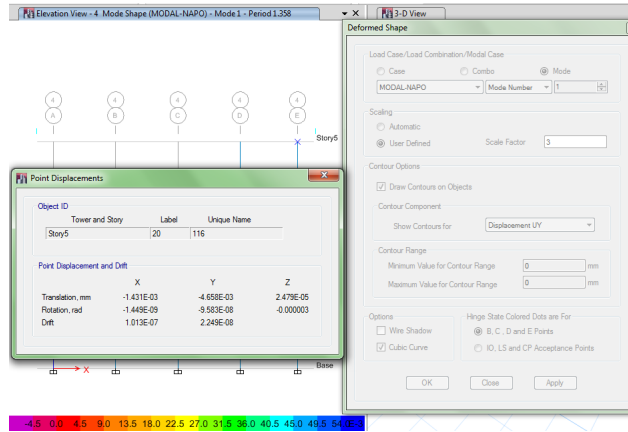 Elevation View - 4 Mode Shape (MODAL-NAPO) - Mode 1 - Period 1.358
3-D View
Deformed Shape
Load Case/Load Combination/Modal Case
Case Combo Mode
MODAL-NAPO Mode Number 1
Scaling
Automatic
User Defined Scale Factor 3
Contour Options
Draw Contours on Objects
Contour Component
Show Contours for Displacement UY
Contour Range
Minimum Value for Contour Range 0 mm
Maximum Value for Contour Range 0 mm
Options
Wire Shadow
Cubic Curve
Hinge State Colored Dots are For
B, C, D and E Points
IO, LS and CP Acceptance Points
OK Close Apply
4 4 4 4 4
A B C D E
Story5
Point Displacements
Object ID
Tower and Story Label Unique Name
Story5 20 116
Point Displacement and Drift
X Y Z
Translation, mm -1.431E-03 -4.658E-03 2.479E-05
Rotation, rad -1.449E-09 -9.583E-08 -0.000003
Drift 1.013E-07 2.249E-08
X
Base
-4.5 0.0 4.5 9.0 13.5 18.0 22.5 27.0 31.5 36.0 40.5 45.0 49.5